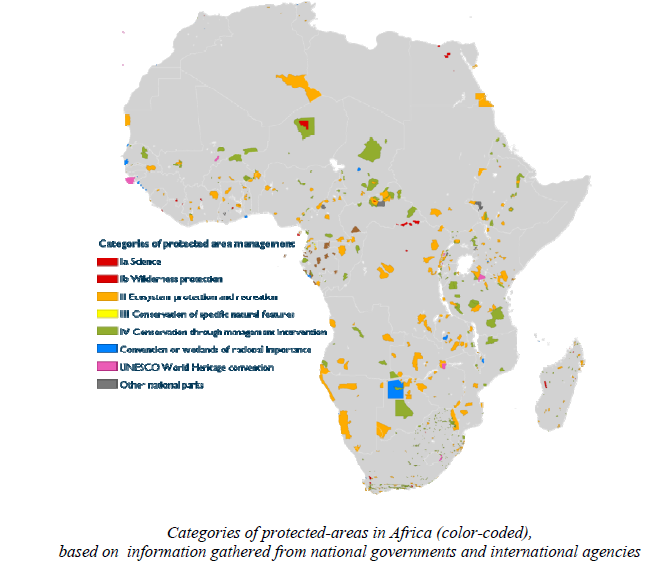 Categories of protected area management
Ia Science
Ib Wilderness protection
II Ecosystem protection and recreation
III Conservation of specific natural features
IV Conservation through management intervention
Convention or wetlands of national importance
UNESCO World Heritage convention
Other national parks
Categories of protected-areas in Africa (color-coded),
based on information gathered from national governments and international agencies